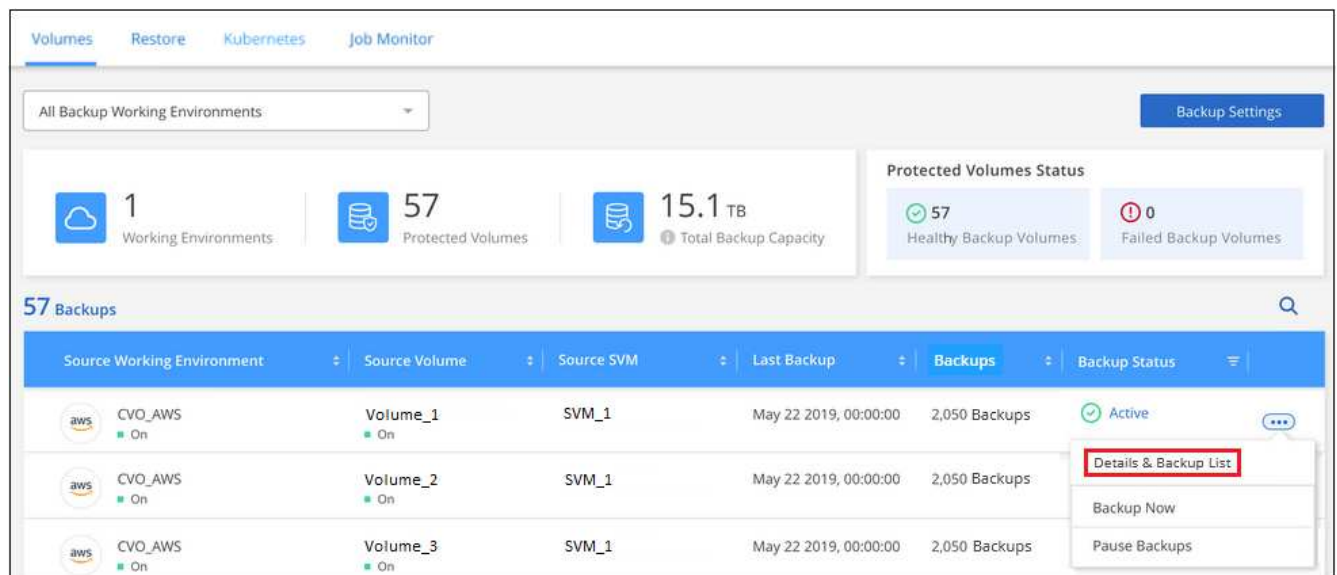 Volumes Restore Kubernetes Job Monitor
All Backup Working Environments
Backup Settings
1
Working Environments
57
Protected Volumes
15.1 TB
Total Backup Capacity
Protected Volumes Status
57
Healthy Backup Volumes
0
Failed Backup Volumes
57 Backups
Source Working Environment Source Volume Source SVM Last Backup Backups Backup Status
aws CVO_AWS Volume_1 SVM_1 May 22 2019, 00:00:00 2,050 Backups Active
On On
Details & Backup List
aws CVO_AWS Volume_2 SVM_1 May 22 2019, 00:00:00 2,050 Backups
On On
Backup Now
Pause Backups
aws CVO_AWS Volume_3 SVM_1 May 22 2019, 00:00:00 2,050 Backups
On On